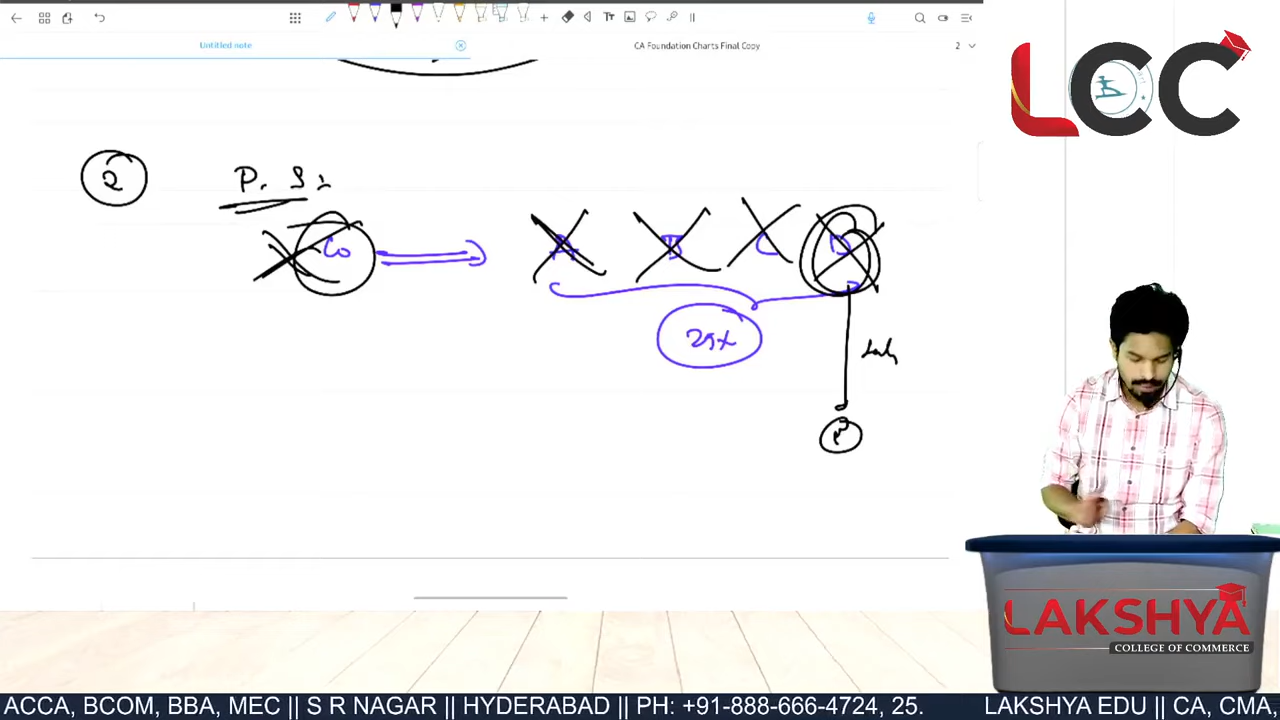 Untitled note
CA Foundation Charts Final Copy
2
LCC
2
P. S:
Co
A B C D
LAKSHYA
COLLEGE OF COMMERCE
ACCA, BCOM, BBA, MEC || S R NAGAR || HYDERABAD || PH: +91-888-666-4724, 25.
LAKSHYA EDU || CA, CMA,